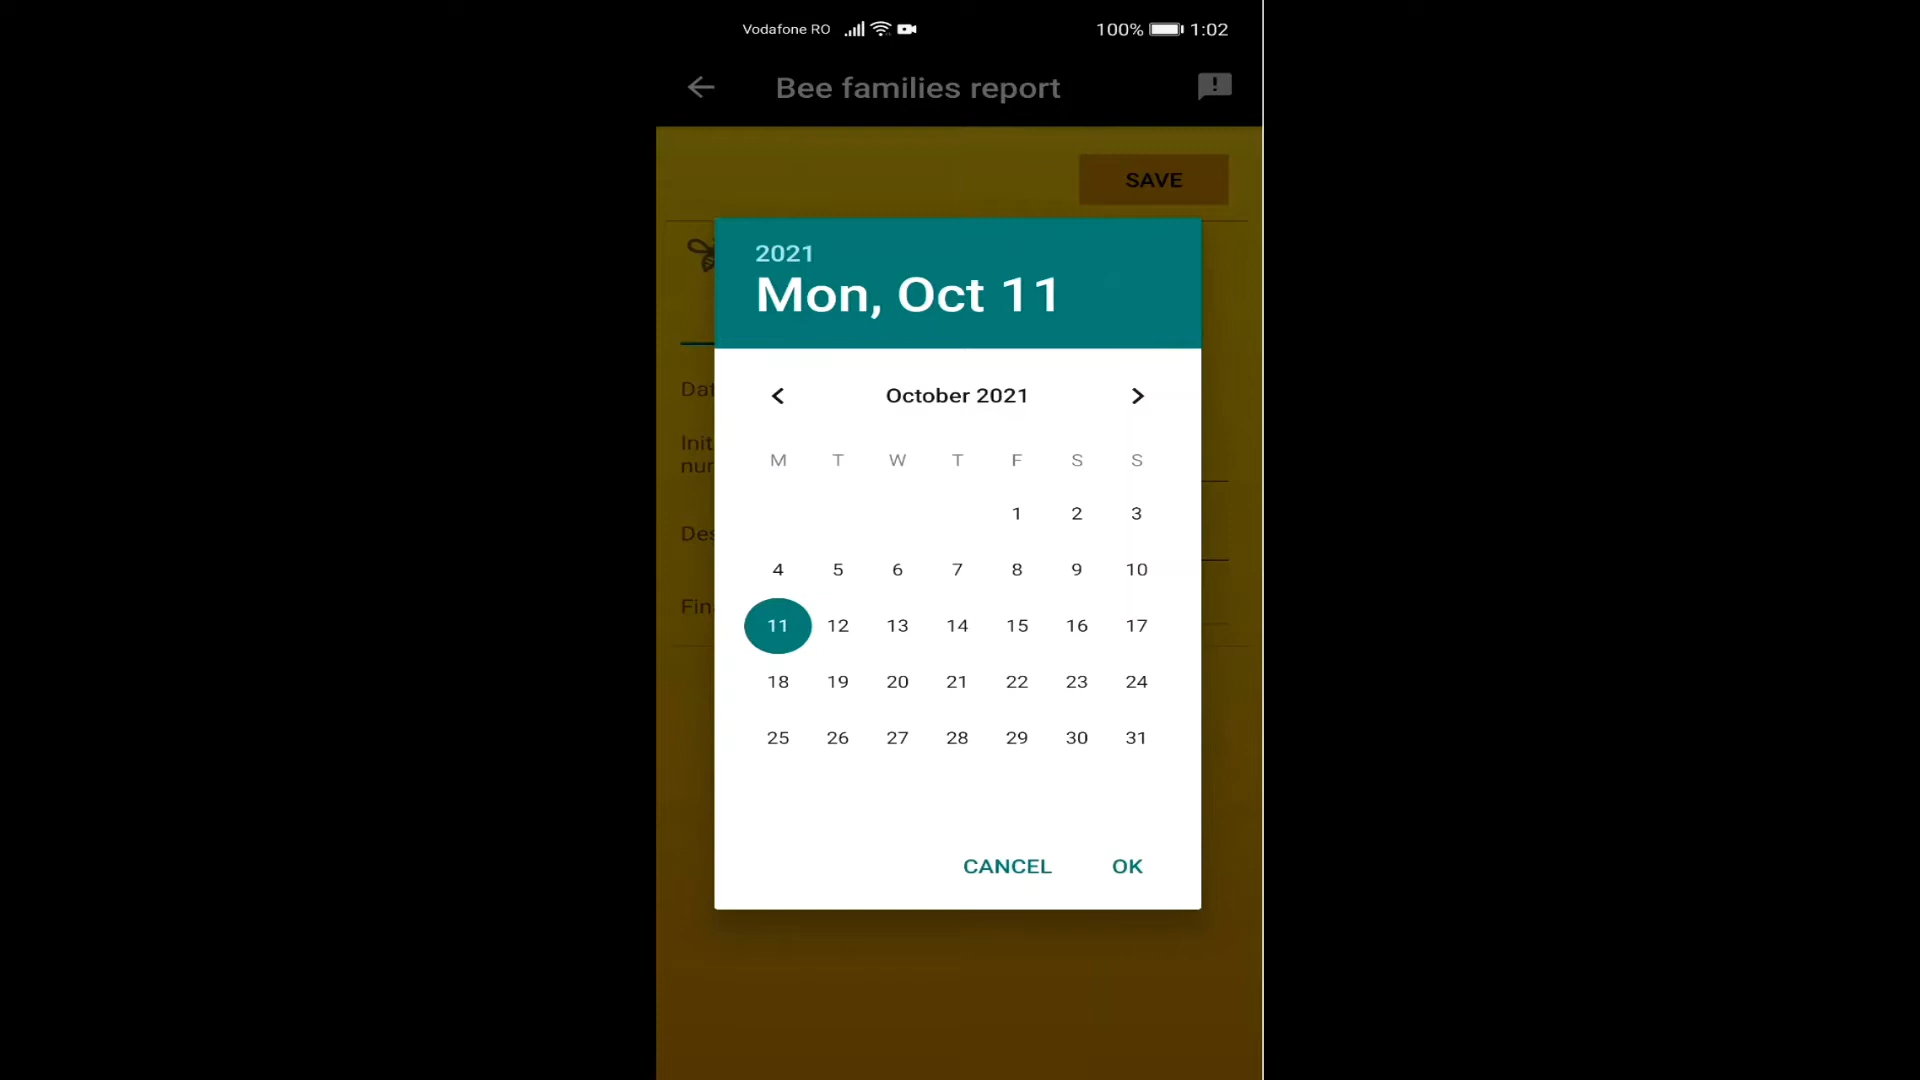 Vodafone RO 100% 1:02
Bee families report
SAVE
2021
Mon, Oct 11
October 2021
M T W T F S S
1 2 3
4 5 6 7 8 9 10
11 12 13 14 15 16 17
18 19 20 21 22 23 24
25 26 27 28 29 30 31
CANCEL OK